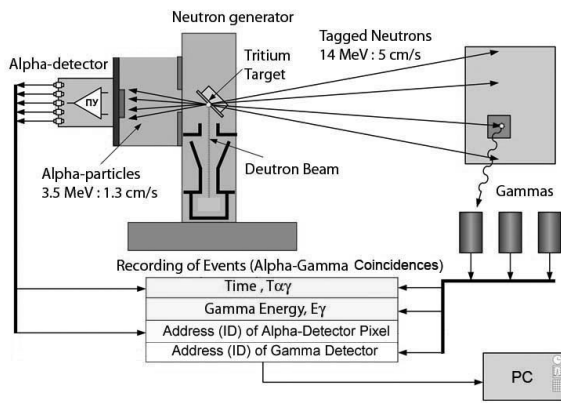 Neutron generator
Alpha-detector
Tritium
Target
Tagged Neutrons
14 MeV : 5 cm/s
ПУ
Alpha-particles
3.5 MeV : 1.3 cm/s
Deutron Beam
Gammas
Recording of Events (Alpha-Gamma Coincidences)
Time , Tαγ
Gamma Energy, Eγ
Address (ID) of Alpha-Detector Pixel
Address (ID) of Gamma Detector
PC